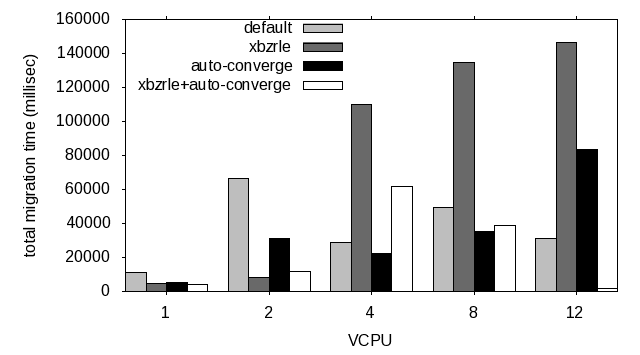 total migration time (millisec)
160000
140000
120000
100000
80000
60000
40000
20000
0
default
xbzrle
auto-converge
xbzrle+auto-converge
1 2 4 8 12
VCPU